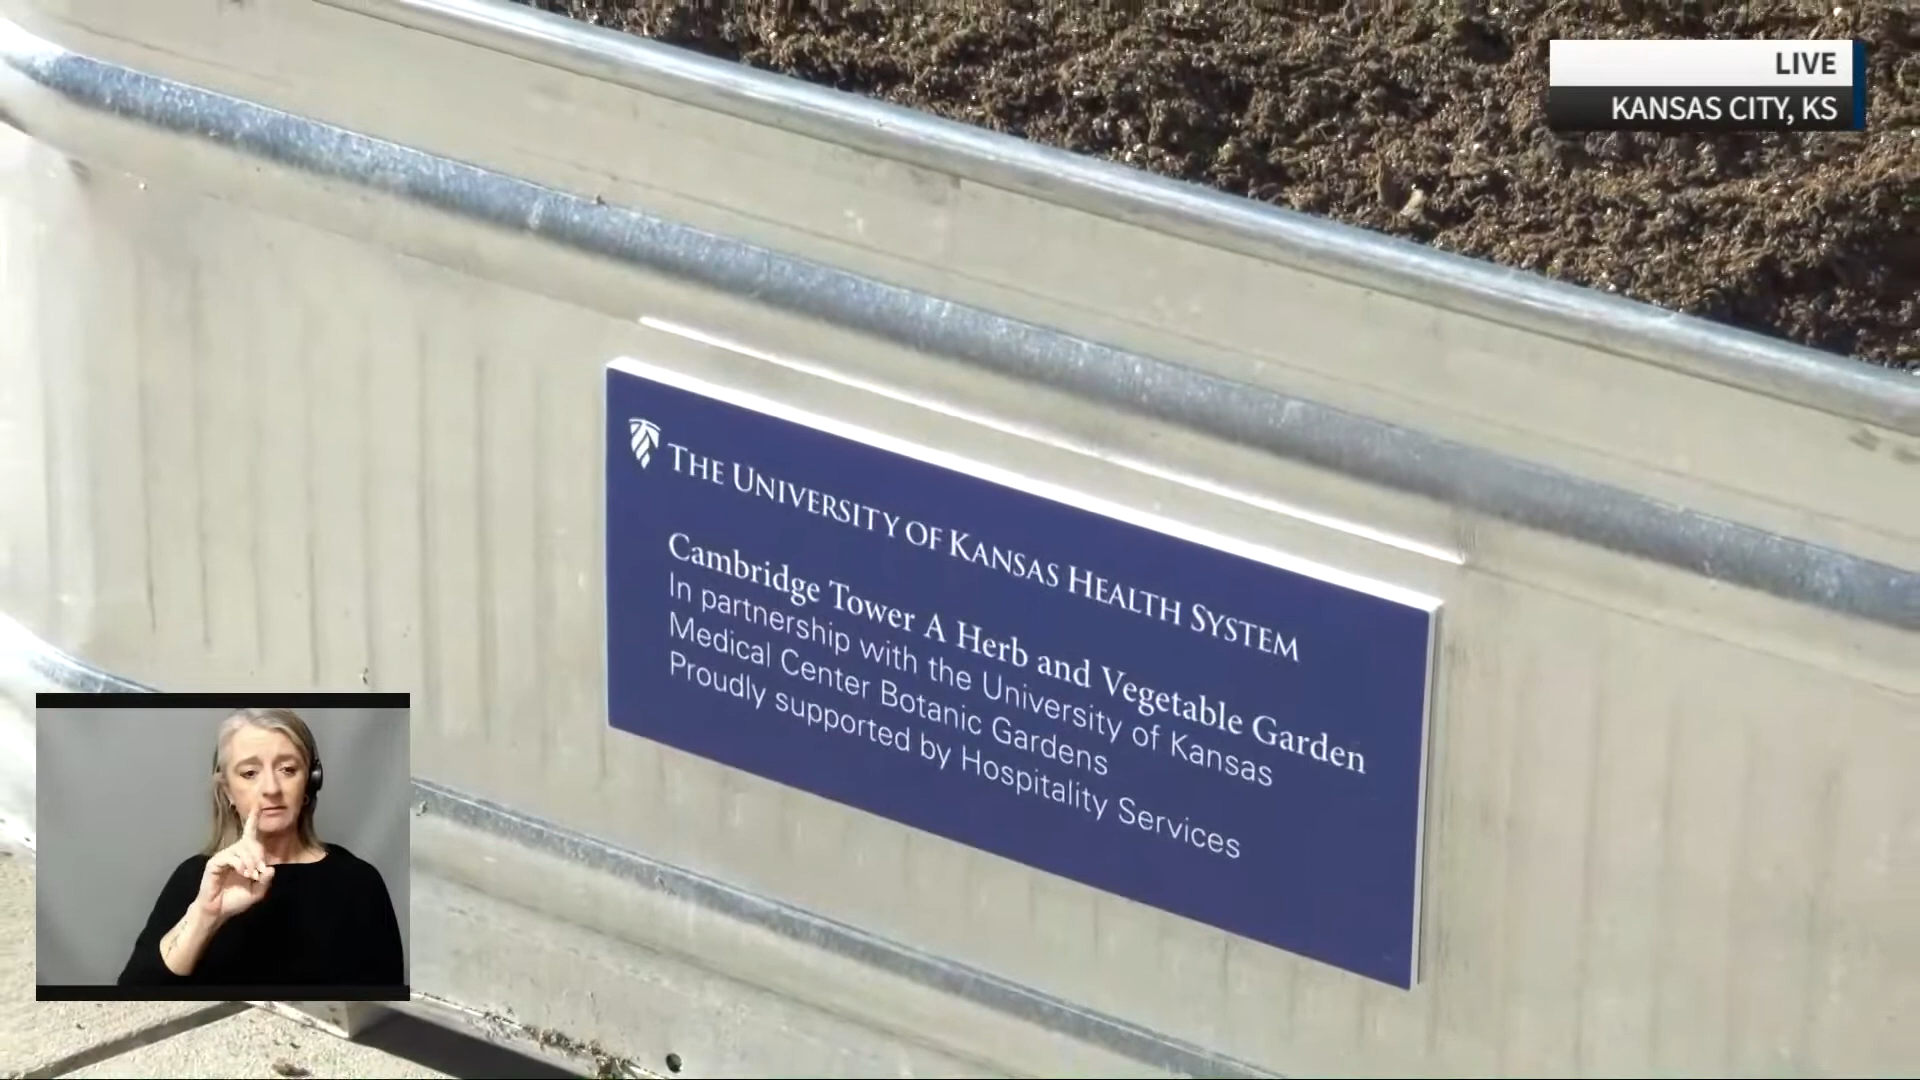 LIVE
KANSAS CITY, KS
THE UNIVERSITY OF KANSAS HEALTH SYSTEM
Cambridge Tower A Herb and Vegetable Garden
In partnership with the University of Kansas
Medical Center Botanic Gardens
Proudly supported by Hospitality Services